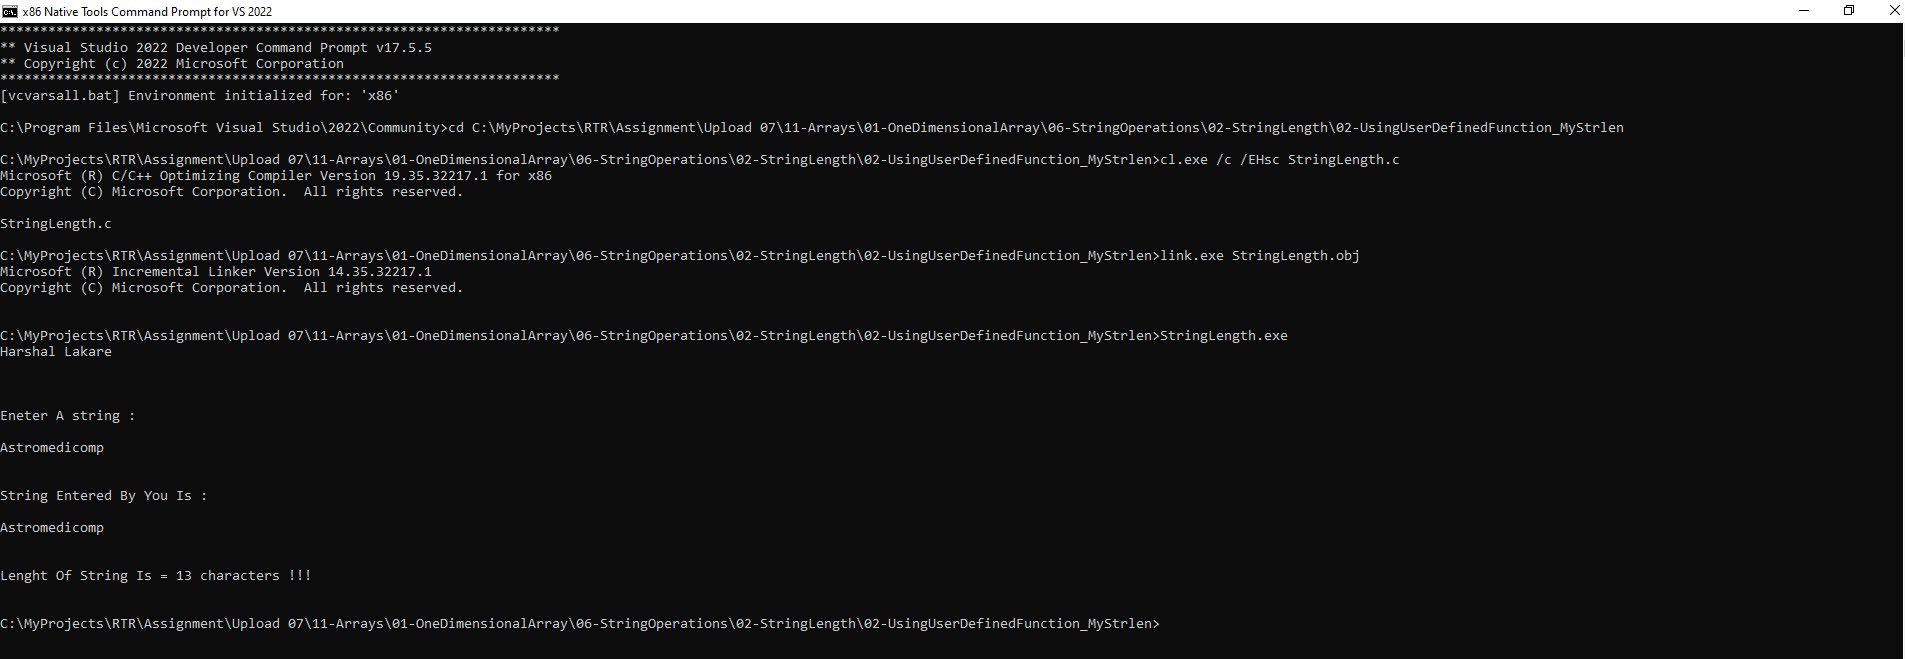 x86 Native Tools Command Prompt for VS 2022
**********************************************************************
** Visual Studio 2022 Developer Command Prompt v17.5.5
** Copyright (c) 2022 Microsoft Corporation
**********************************************************************
[vcvarsall.bat] Environment initialized for: 'x86'
C:\Program Files\Microsoft Visual Studio\2022\Community>cd C:\MyProjects\RTR\Assignment\Upload 07\11-Arrays\01-OneDimensionalArray\06-StringOperations\02-StringLength\02-UsingUserDefinedFunction_MyStrlen
C:\MyProjects\RTR\Assignment\Upload 07\11-Arrays\01-OneDimensionalArray\06-StringOperations\02-StringLength\02-UsingUserDefinedFunction_MyStrlen>cl.exe /c /EHsc StringLength.c
Microsoft (R) C/C++ Optimizing Compiler Version 19.35.32217.1 for x86
Copyright (C) Microsoft Corporation.  All rights reserved.
StringLength.c
C:\MyProjects\RTR\Assignment\Upload 07\11-Arrays\01-OneDimensionalArray\06-StringOperations\02-StringLength\02-UsingUserDefinedFunction_MyStrlen>link.exe StringLength.obj
Microsoft (R) Incremental Linker Version 14.35.32217.1
Copyright (C) Microsoft Corporation.  All rights reserved.
C:\MyProjects\RTR\Assignment\Upload 07\11-Arrays\01-OneDimensionalArray\06-StringOperations\02-StringLength\02-UsingUserDefinedFunction_MyStrlen>StringLength.exe
Harshal Lakare
Eneter A string :
Astromedicomp
String Entered By You Is :
Astromedicomp
Lenght Of String Is = 13 characters !!!
C:\MyProjects\RTR\Assignment\Upload 07\11-Arrays\01-OneDimensionalArray\06-StringOperations\02-StringLength\02-UsingUserDefinedFunction_MyStrlen>